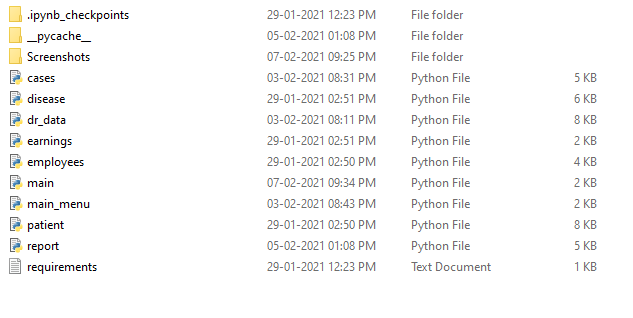 .ipynb_checkpoints 29-01-2021 12:23 PM File folder
__pycache__ 05-02-2021 01:08 PM File folder
Screenshots 07-02-2021 09:25 PM File folder
cases 03-02-2021 08:31 PM Python File 5 KB
disease 29-01-2021 02:51 PM Python File 6 KB
dr_data 03-02-2021 08:11 PM Python File 8 KB
earnings 29-01-2021 02:51 PM Python File 2 KB
employees 29-01-2021 02:50 PM Python File 4 KB
main 07-02-2021 09:34 PM Python File 2 KB
main_menu 03-02-2021 08:43 PM Python File 2 KB
patient 29-01-2021 02:50 PM Python File 8 KB
report 05-02-2021 01:08 PM Python File 5 KB
requirements 29-01-2021 12:23 PM Text Document 1 KB